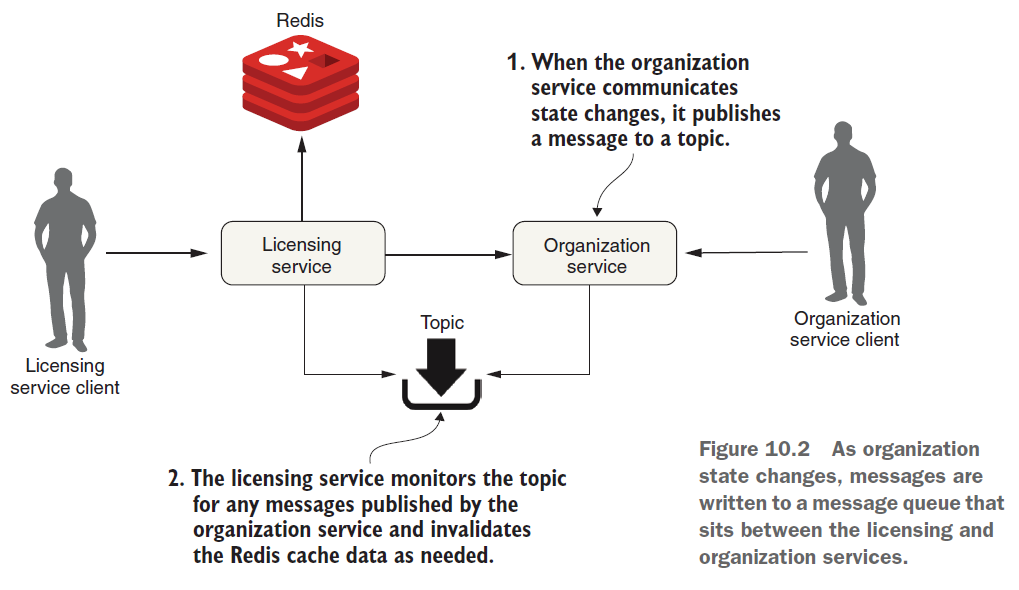 Redis
1. When the organization
service communicates
state changes, it publishes
a message to a topic.
Licensing
service
Organization
service
Topic
Organization
service client
Licensing
service client
2. The licensing service monitors the topic
for any messages published by the
organization service and invalidates
the Redis cache data as needed.
Figure 10.2 As organization
state changes, messages are
written to a message queue that
sits between the licensing and
organization services.